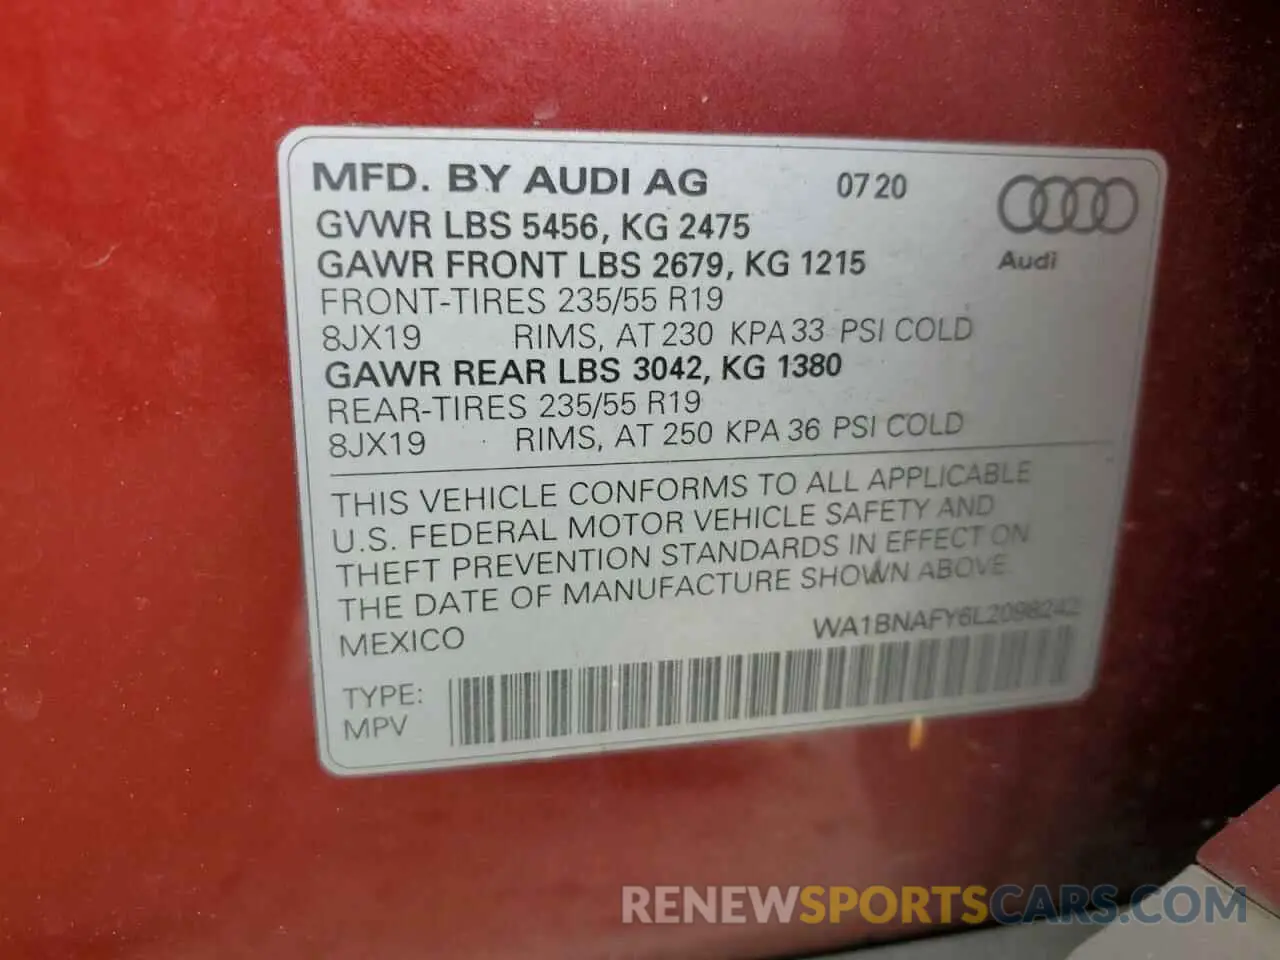 MFD. BY AUDI AG 07 20
GVWR LBS 5456, KG 2475
Audi
GAWR FRONT LBS 2679, KG 1215
FRONT-TIRES 235/55 R19
8JX19 RIMS, AT 230 KPA 33 PSI COLD
GAWR REAR LBS 3042, KG 1380
REAR-TIRES 235/55 R19
8JX19 RIMS, AT 250 KPA 36 PSI COLD
THIS VEHICLE CONFORMS TO ALL APPLICABLE
U.S. FEDERAL MOTOR VEHICLE SAFETY AND
THEFT PREVENTION STANDARDS IN EFFECT ON
THE DATE OF MANUFACTURE SHOWN ABOVE.
MEXICO WA1BNAFY6L2098242
TYPE:
MPV
RENEWSPORTSCARS.COM